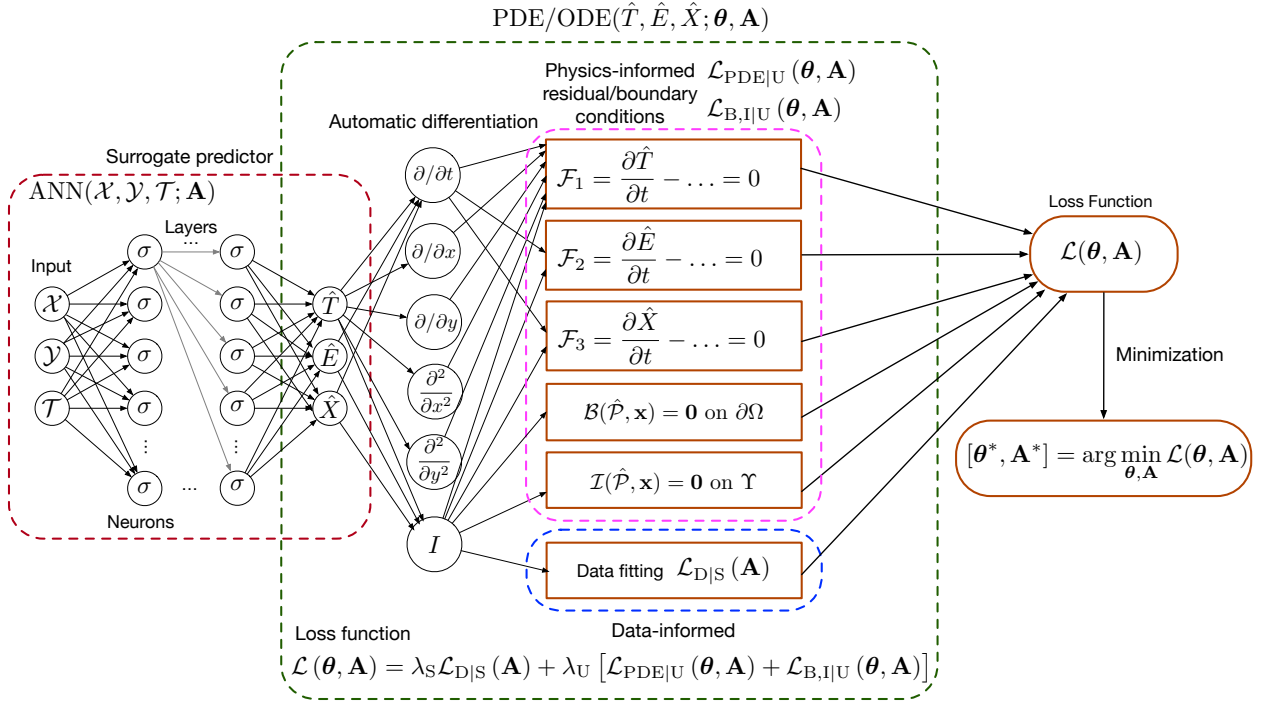 PDE/ODE(T̂, Ê, X̂; θ, A)
Physics-informed
residual/boundary
conditions
ℒ_PDE|U (θ, A)
ℒ_B,I|U (θ, A)
Automatic differentiation
Surrogate predictor
ANN(𝒳, 𝒴, 𝒯; A)
Layers
Input
...
σ σ
𝒳 σ σ
𝒴 σ σ
𝒯 σ σ
⋮ ⋮
σ ... σ
Neurons
T̂
Ê
X̂
∂/∂t
∂/∂x
∂/∂y
∂²/∂x²
∂²/∂y²
I
ℱ₁ = ∂T̂/∂t − … = 0
ℱ₂ = ∂Ê/∂t − … = 0
ℱ₃ = ∂X̂/∂t − … = 0
ℬ(𝒫̂, x) = 0 on ∂Ω
ℐ(𝒫̂, x) = 0 on Υ
Data fitting ℒ_D|S (A)
Data-informed
Loss function
ℒ (θ, A) = λ_S ℒ_D|S (A) + λ_U [ℒ_PDE|U (θ, A) + ℒ_B,I|U (θ, A)]
Loss Function
ℒ(θ, A)
Minimization
[θ*, A*] = arg min_θ,A ℒ(θ, A)